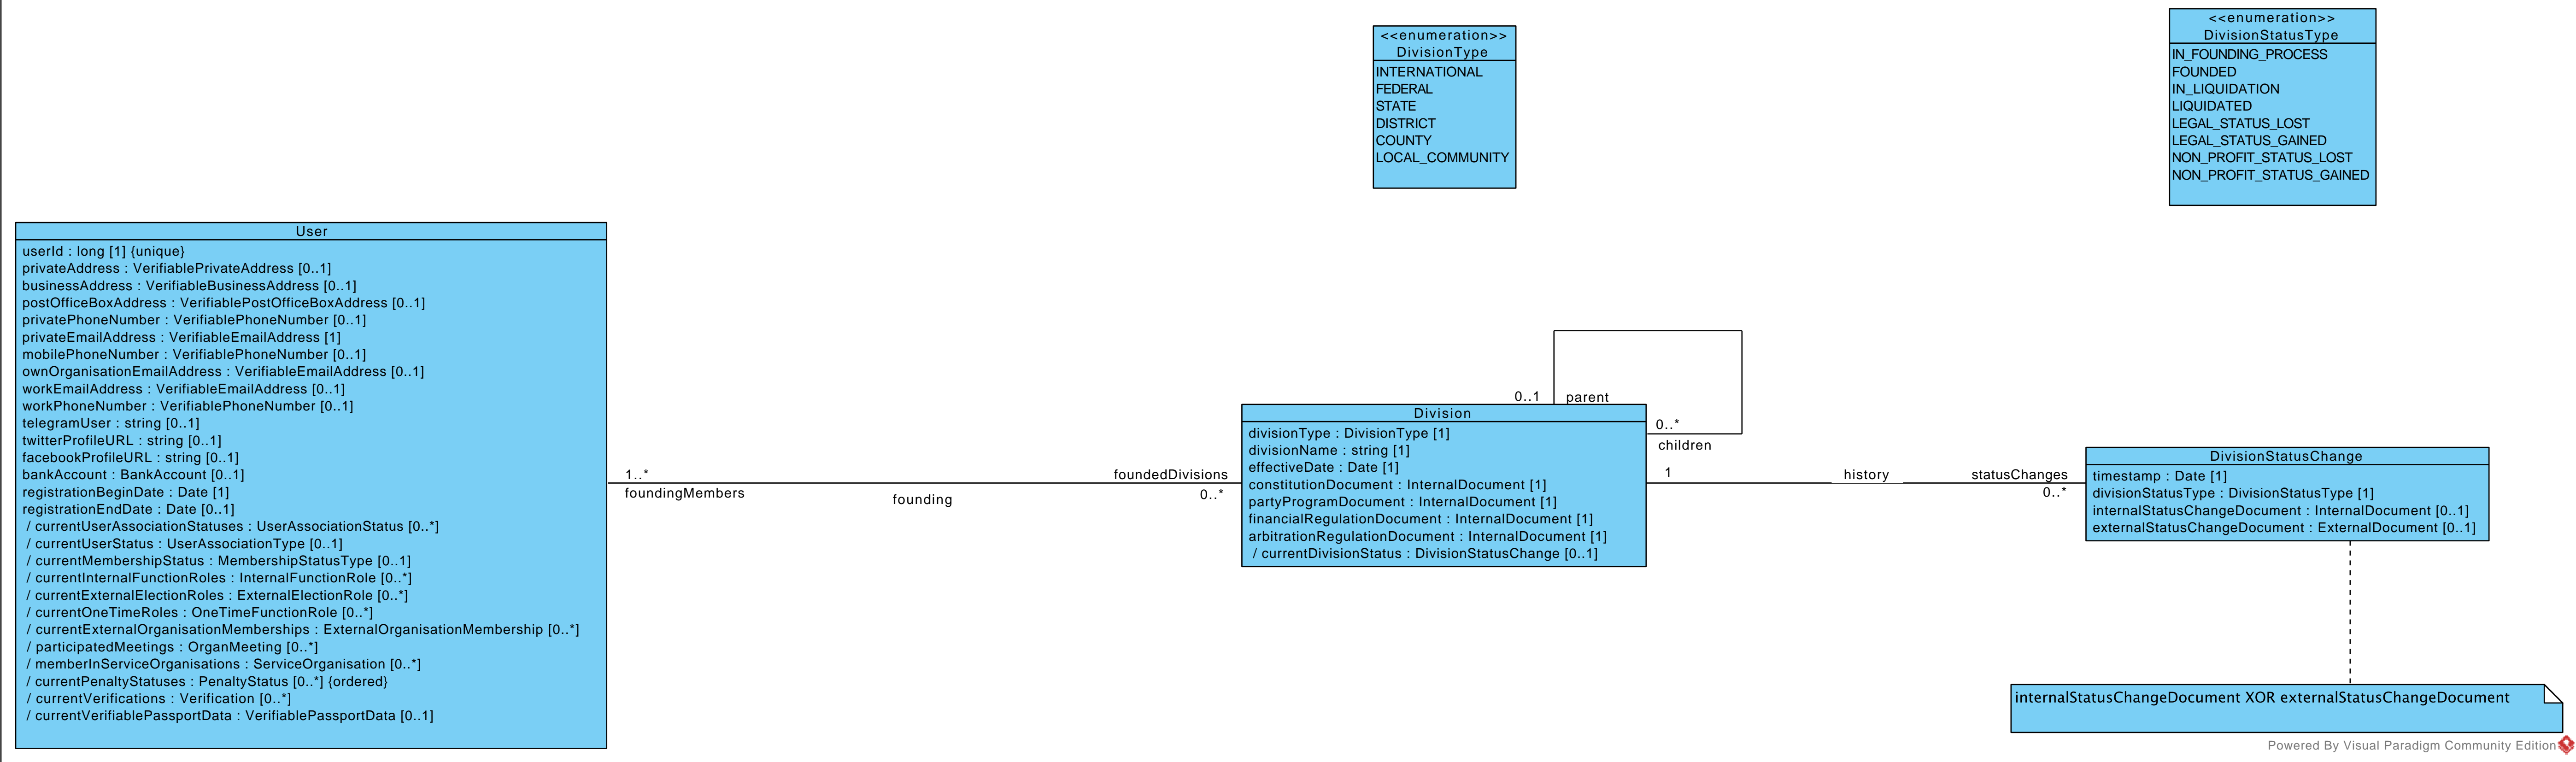 <<enumeration>>
DivisionType
INTERNATIONAL
FEDERAL
STATE
DISTRICT
COUNTY
LOCAL_COMMUNITY
<<enumeration>>
DivisionStatusType
IN_FOUNDING_PROCESS
FOUNDED
IN_LIQUIDATION
LIQUIDATED
LEGAL_STATUS_LOST
LEGAL_STATUS_GAINED
NON_PROFIT_STATUS_LOST
NON_PROFIT_STATUS_GAINED
User
userId : long [1] {unique}
privateAddress : VerifiablePrivateAddress [0..1]
businessAddress : VerifiableBusinessAddress [0..1]
postOfficeBoxAddress : VerifiablePostOfficeBoxAddress [0..1]
privatePhoneNumber : VerifiablePhoneNumber [0..1]
privateEmailAddress : VerifiableEmailAddress [1]
mobilePhoneNumber : VerifiablePhoneNumber [0..1]
ownOrganisationEmailAddress : VerifiableEmailAddress [0..1]
workEmailAddress : VerifiableEmailAddress [0..1]
workPhoneNumber : VerifiablePhoneNumber [0..1]
telegramUser : string [0..1]
twitterProfileURL : string [0..1]
facebookProfileURL : string [0..1]
bankAccount : BankAccount [0..1]
registrationBeginDate : Date [1]
registrationEndDate : Date [0..1]
/ currentUserAssociationStatuses : UserAssociationStatus [0..*]
/ currentUserStatus : UserAssociationType [0..1]
/ currentMembershipStatus : MembershipStatusType [0..1]
/ currentInternalFunctionRoles : InternalFunctionRole [0..*]
/ currentExternalElectionRoles : ExternalElectionRole [0..*]
/ currentOneTimeRoles : OneTimeFunctionRole [0..*]
/ currentExternalOrganisationMemberships : ExternalOrganisationMembership [0..*]
/ participatedMeetings : OrganMeeting [0..*]
/ memberInServiceOrganisations : ServiceOrganisation [0..*]
/ currentPenaltyStatuses : PenaltyStatus [0..*] {ordered}
/ currentVerifications : Verification [0..*]
/ currentVerifiablePassportData : VerifiablePassportData [0..1]
1..*
foundingMembers
founding
foundedDivisions
0..*
0..1
parent
0..*
children
Division
divisionType : DivisionType [1]
divisionName : string [1]
effectiveDate : Date [1]
constitutionDocument : InternalDocument [1]
partyProgramDocument : InternalDocument [1]
financialRegulationDocument : InternalDocument [1]
arbitrationRegulationDocument : InternalDocument [1]
/ currentDivisionStatus : DivisionStatusChange [0..1]
1
history
statusChanges
0..*
DivisionStatusChange
timestamp : Date [1]
divisionStatusType : DivisionStatusType [1]
internalStatusChangeDocument : InternalDocument [0..1]
externalStatusChangeDocument : ExternalDocument [0..1]
internalStatusChangeDocument XOR externalStatusChangeDocument
Powered By Visual Paradigm Community Edition